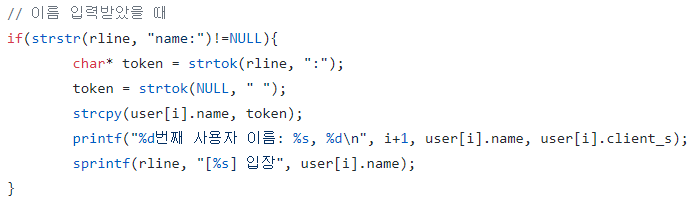 // 이름 입력받았을 때
if(strstr(rline, "name:")!=NULL){
        char* token = strtok(rline, ":");
        token = strtok(NULL, " ");
        strcpy(user[i].name, token);
        printf("%d번째 사용자 이름: %s, %d\n", i+1, user[i].name, user[i].client_s);
        sprintf(rline, "[%s] 입장", user[i].name);
}